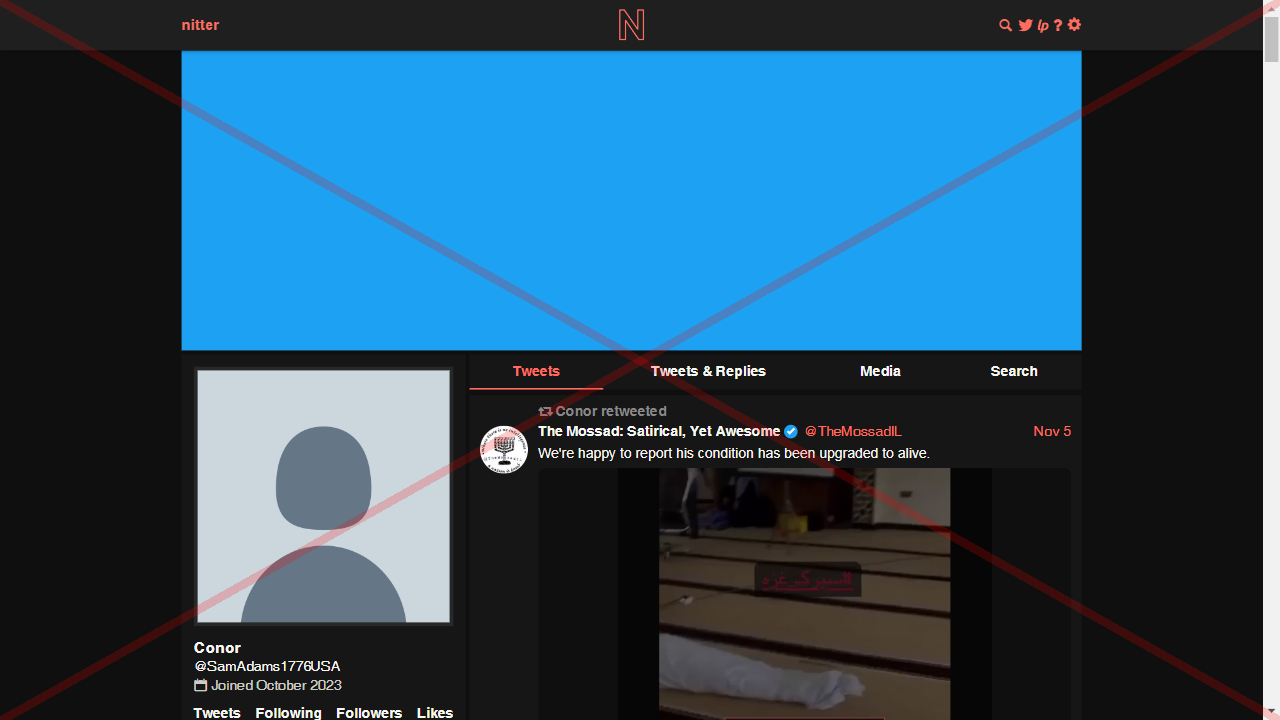 nitter
N
lp ?
Tweets
Tweets & Replies
Media
Search
Conor retweeted
The Mossad: Satirical, Yet Awesome @TheMossadIL
Nov 5
We're happy to report his condition has been upgraded to alive.
Conor
@SamAdams1776USA
Joined October 2023
Tweets Following Followers Likes